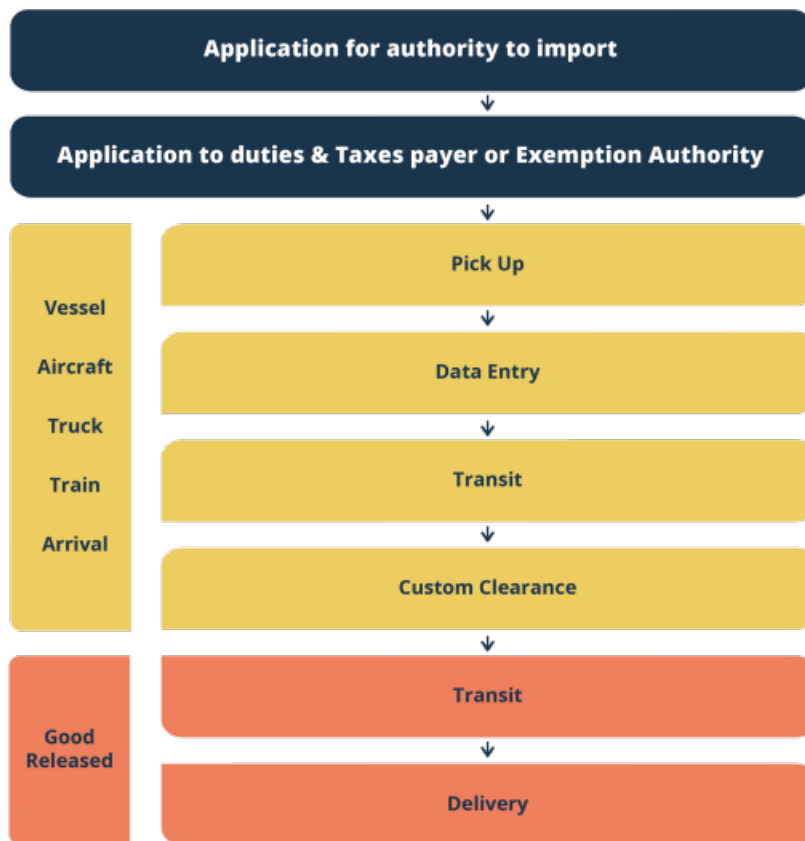 Application for authority to import
Application to duties & Taxes payer or Exemption Authority
Vessel
Aircraft
Truck
Train
Arrival
Pick Up
Data Entry
Transit
Custom Clearance
Good
Released
Transit
Delivery